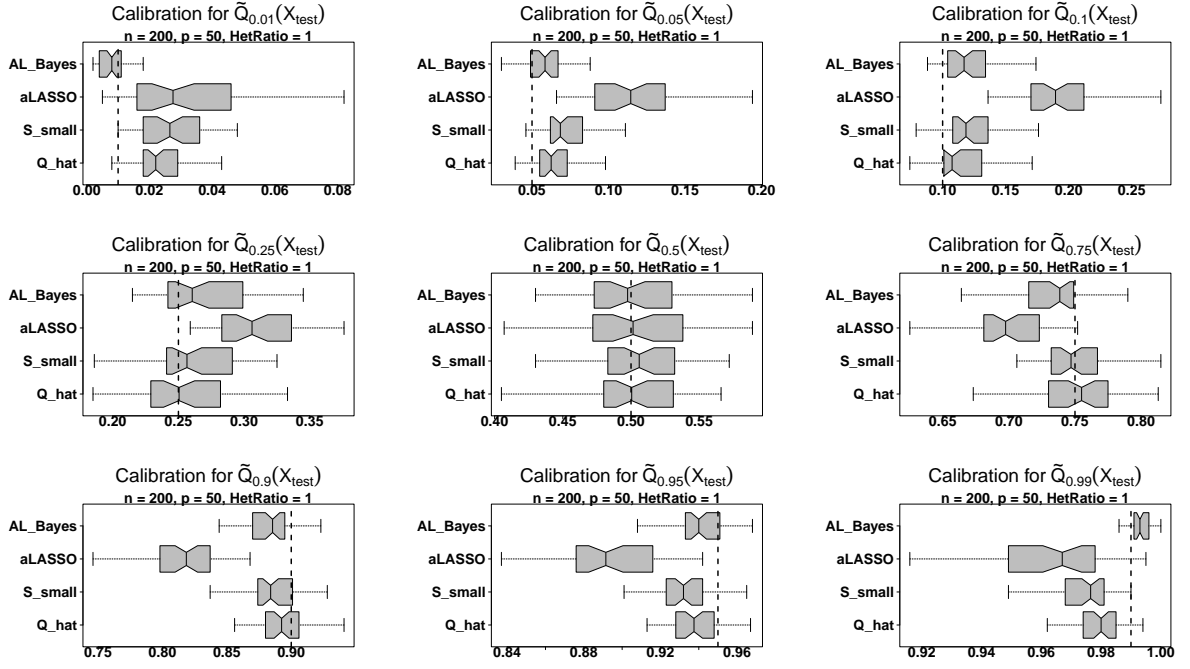 Calibration for Q̃0.01(Xtest)
n = 200, p = 50, HetRatio = 1
AL_Bayes
aLASSO
S_small
Q_hat
0.00 0.02 0.04 0.06 0.08
Calibration for Q̃0.05(Xtest)
n = 200, p = 50, HetRatio = 1
AL_Bayes
aLASSO
S_small
Q_hat
0.05 0.10 0.15 0.20
Calibration for Q̃0.1(Xtest)
n = 200, p = 50, HetRatio = 1
AL_Bayes
aLASSO
S_small
Q_hat
0.10 0.15 0.20 0.25
Calibration for Q̃0.25(Xtest)
n = 200, p = 50, HetRatio = 1
AL_Bayes
aLASSO
S_small
Q_hat
0.20 0.25 0.30 0.35
Calibration for Q̃0.5(Xtest)
n = 200, p = 50, HetRatio = 1
AL_Bayes
aLASSO
S_small
Q_hat
0.40 0.45 0.50 0.55
Calibration for Q̃0.75(Xtest)
n = 200, p = 50, HetRatio = 1
AL_Bayes
aLASSO
S_small
Q_hat
0.65 0.70 0.75 0.80
Calibration for Q̃0.9(Xtest)
n = 200, p = 50, HetRatio = 1
AL_Bayes
aLASSO
S_small
Q_hat
0.75 0.80 0.85 0.90
Calibration for Q̃0.95(Xtest)
n = 200, p = 50, HetRatio = 1
AL_Bayes
aLASSO
S_small
Q_hat
0.84 0.88 0.92 0.96
Calibration for Q̃0.99(Xtest)
n = 200, p = 50, HetRatio = 1
AL_Bayes
aLASSO
S_small
Q_hat
0.92 0.94 0.96 0.98 1.00